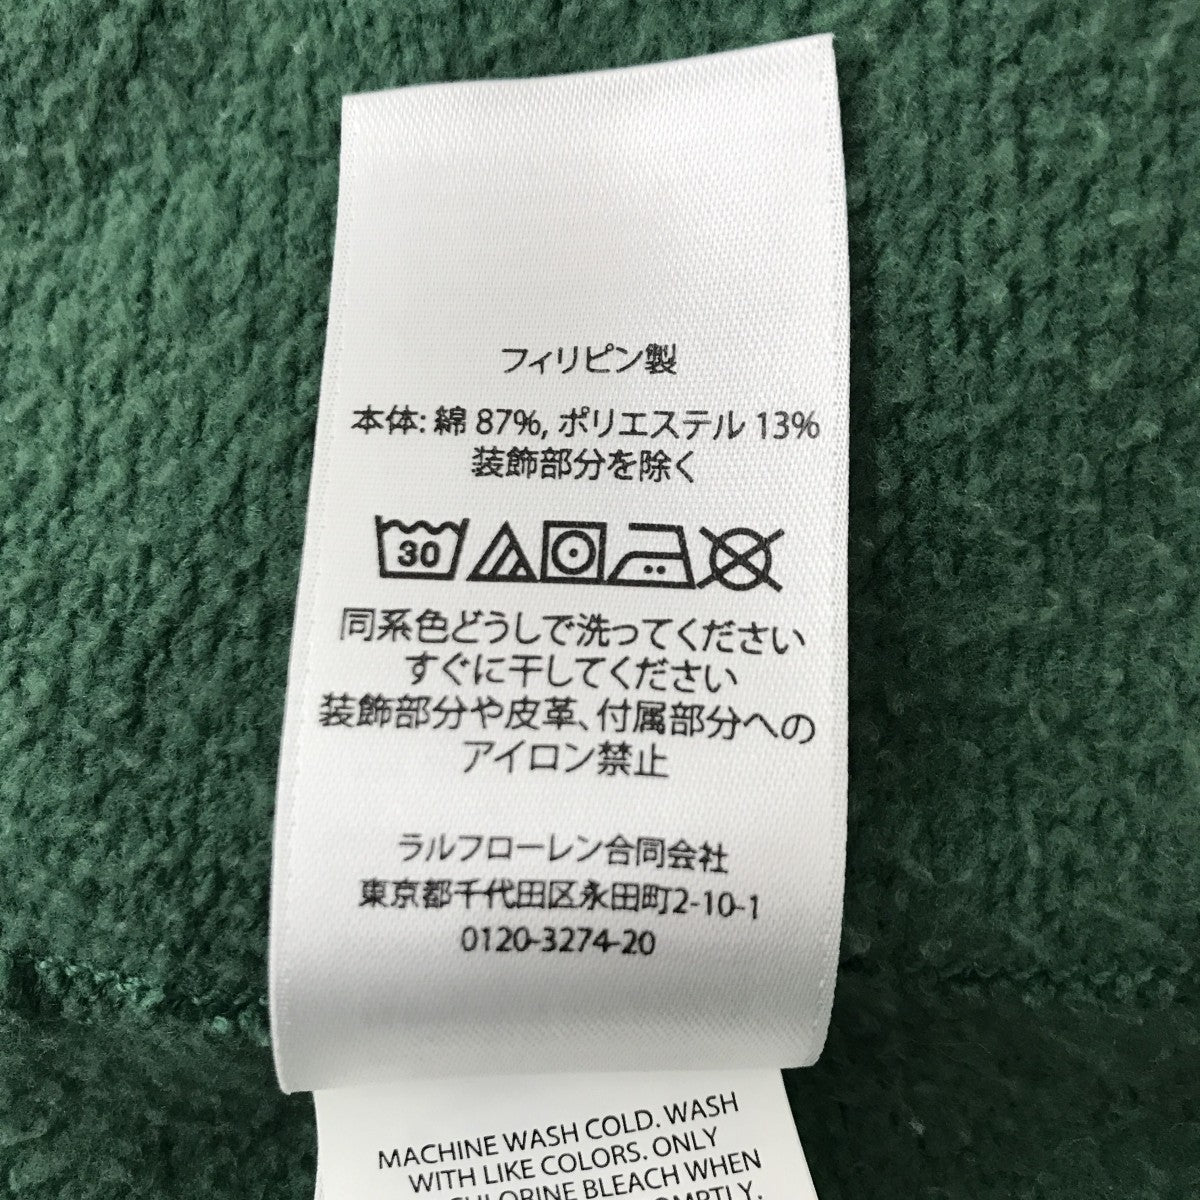 フィリピン製
本体: 綿 87%, ポリエステル 13%
装飾部分を除く
30
同系色どうしで洗ってください
すぐに干してください
装飾部分や皮革、付属部分への
アイロン禁止
ラルフローレン合同会社
東京都千代田区永田町2-10-1
0120-3274-20
MACHINE WASH COLD. WASH
WITH LIKE COLORS. ONLY
CHLORINE BLEACH WHEN